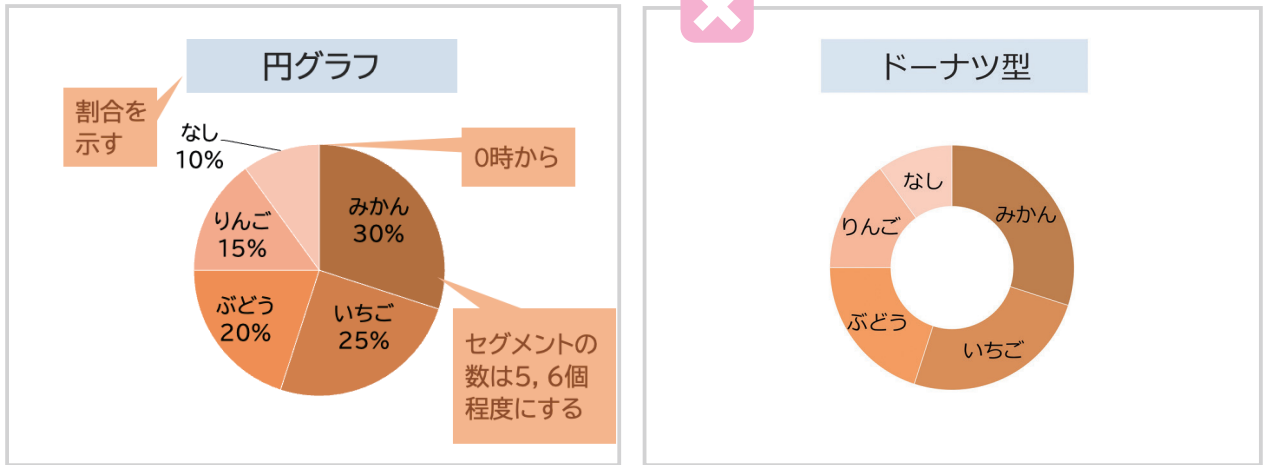 円グラフ
割合を
示す
0時から
なし
10%
みかん
30%
りんご
15%
ぶどう
20%
いちご
25%
セグメントの
数は5, 6個
程度にする
ドーナツ型
なし
みかん
りんご
ぶどう
いちご